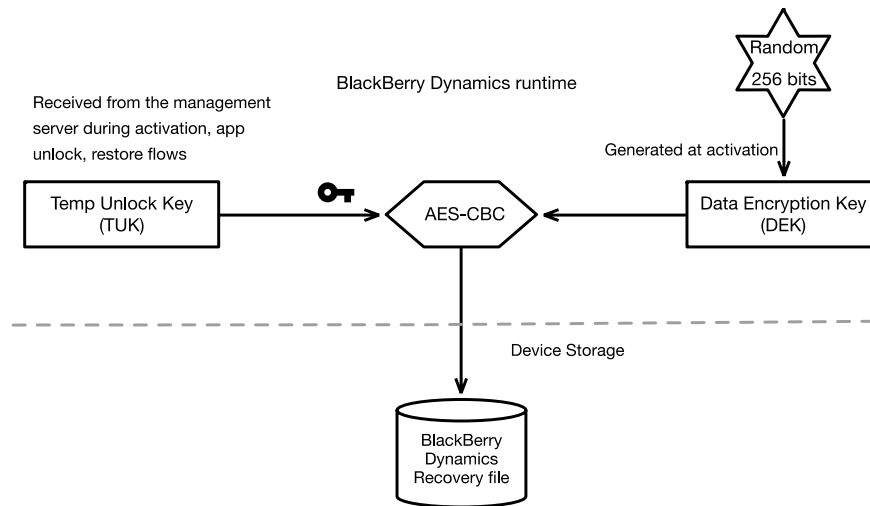 Random
256 bits
BlackBerry Dynamics runtime
Received from the management
server during activation, app
unlock, restore flows
Generated at activation
Temp Unlock Key
(TUK)
AES-CBC
Data Encryption Key
(DEK)
Device Storage
BlackBerry
Dynamics
Recovery file